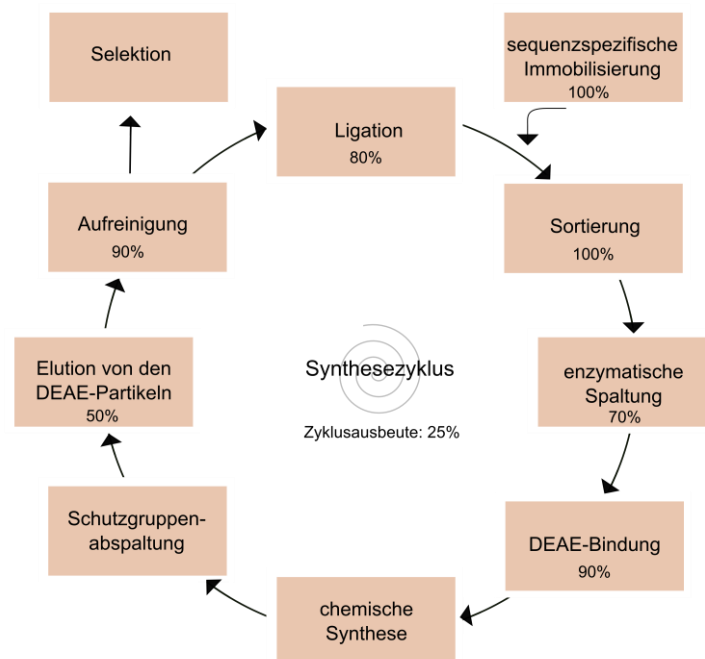 Selektion
sequenzspezifische
Immobilisierung
100%
Ligation
80%
Aufreinigung
90%
Sortierung
100%
Elution von den
DEAE-Partikeln
50%
Synthesezyklus
Zyklusausbeute: 25%
enzymatische
Spaltung
70%
Schutzgruppen-
abspaltung
DEAE-Bindung
90%
chemische
Synthese